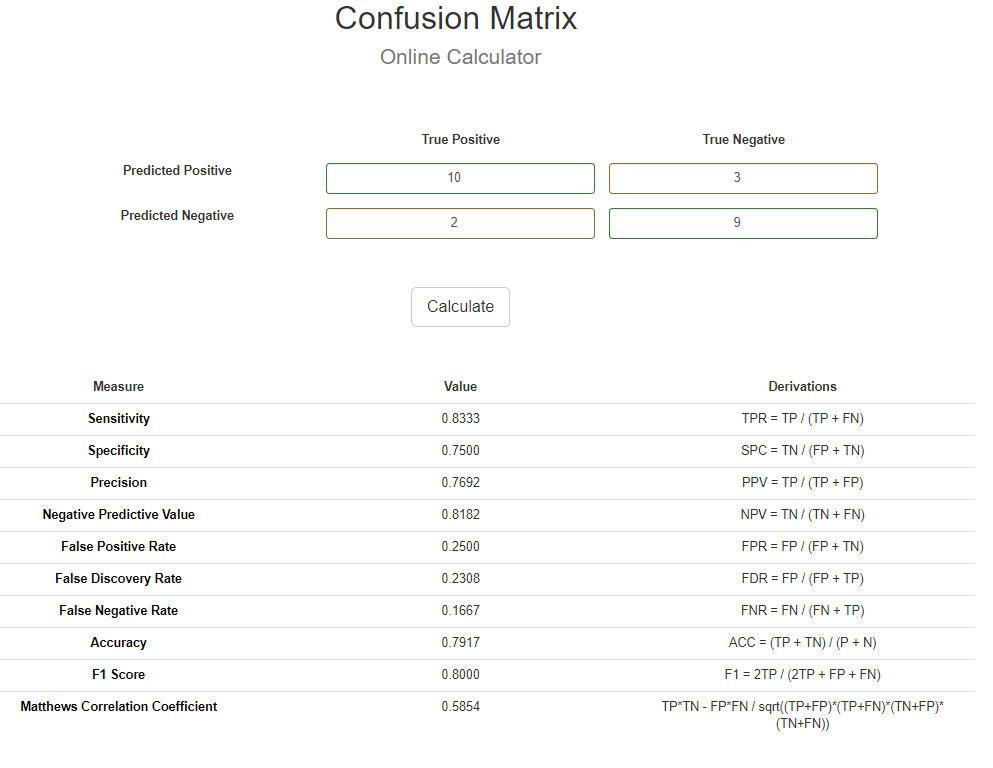 Confusion Matrix
Online Calculator
True Positive True Negative
Predicted Positive 10 3
Predicted Negative 2 9
Calculate
Measure Value Derivations
Sensitivity 0.8333 TPR = TP / (TP + FN)
Specificity 0.7500 SPC = TN / (FP + TN)
Precision 0.7692 PPV = TP / (TP + FP)
Negative Predictive Value 0.8182 NPV = TN / (TN + FN)
False Positive Rate 0.2500 FPR = FP / (FP + TN)
False Discovery Rate 0.2308 FDR = FP / (FP + TP)
False Negative Rate 0.1667 FNR = FN / (FN + TP)
Accuracy 0.7917 ACC = (TP + TN) / (P + N)
F1 Score 0.8000 F1 = 2TP / (2TP + FP + FN)
Matthews Correlation Coefficient 0.5854 TP*TN - FP*FN / sqrt((TP+FP)*(TP+FN)*(TN+FP)*
(TN+FN))